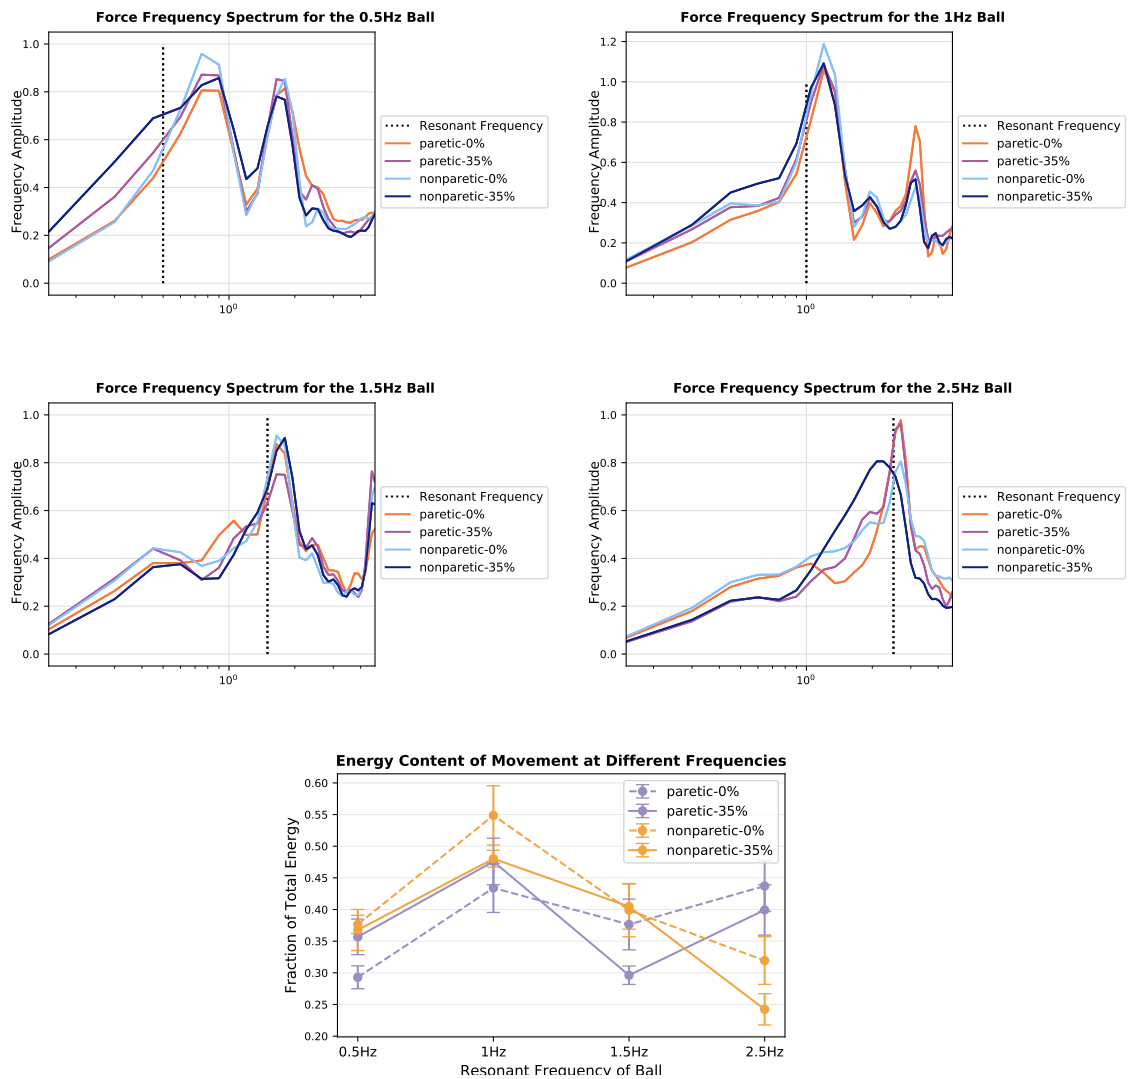 Force Frequency Spectrum for the 0.5Hz Ball
Frequency Amplitude
1.0
0.8
0.6
0.4
0.2
0.0
10⁰
Resonant Frequency
paretic-0%
paretic-35%
nonparetic-0%
nonparetic-35%
Force Frequency Spectrum for the 1Hz Ball
Frequency Amplitude
1.2
1.0
0.8
0.6
0.4
0.2
0.0
10⁰
Resonant Frequency
paretic-0%
paretic-35%
nonparetic-0%
nonparetic-35%
Force Frequency Spectrum for the 1.5Hz Ball
Frequency Amplitude
1.0
0.8
0.6
0.4
0.2
0.0
10⁰
Resonant Frequency
paretic-0%
paretic-35%
nonparetic-0%
nonparetic-35%
Force Frequency Spectrum for the 2.5Hz Ball
Frequency Amplitude
1.0
0.8
0.6
0.4
0.2
0.0
10⁰
Resonant Frequency
paretic-0%
paretic-35%
nonparetic-0%
nonparetic-35%
Energy Content of Movement at Different Frequencies
Fraction of Total Energy
0.60
0.55
0.50
0.45
0.40
0.35
0.30
0.25
0.20
paretic-0%
paretic-35%
nonparetic-0%
nonparetic-35%
0.5Hz 1Hz 1.5Hz 2.5Hz
Resonant Frequency of Ball